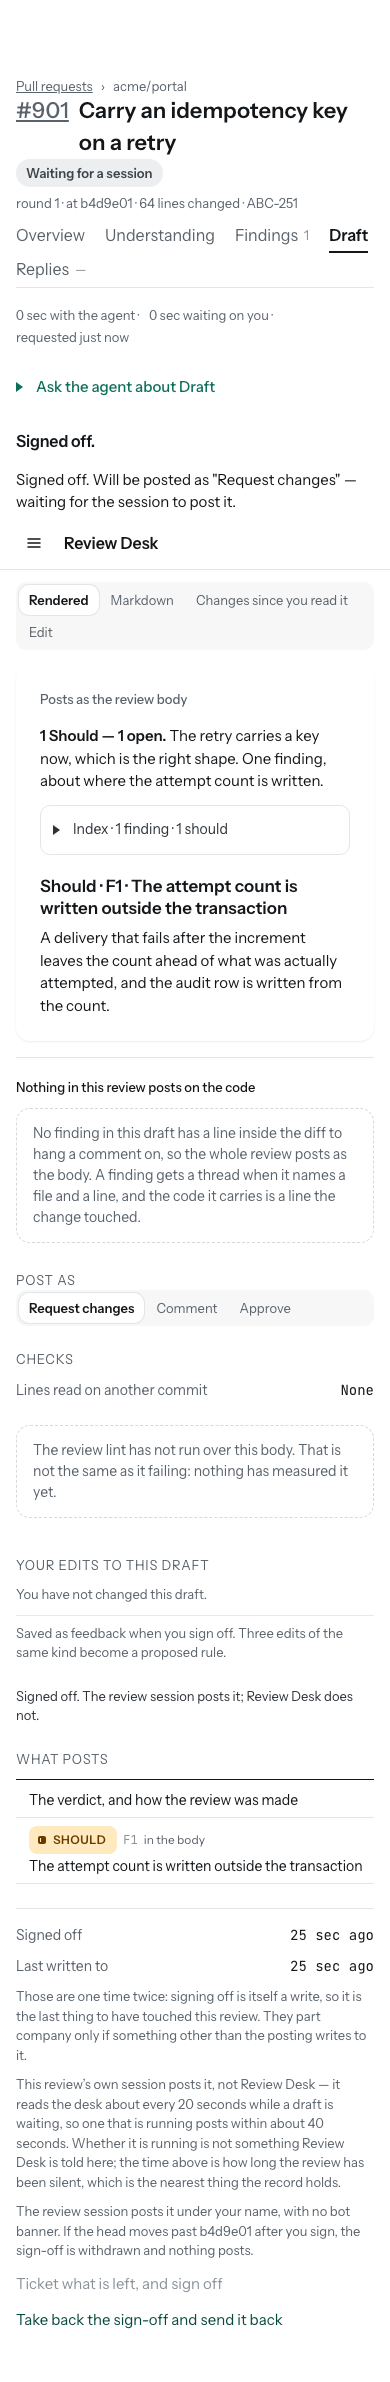 Pull requests › acme/portal
#901 Carry an idempotency key
on a retry
Waiting for a session
round 1 · at b4d9e01 · 64 lines changed · ABC-251
Overview Understanding Findings 1 Draft
Replies —
0 sec with the agent · 0 sec waiting on you ·
requested just now
Ask the agent about Draft
Signed off.
Signed off. Will be posted as "Request changes" —
waiting for the session to post it.
Review Desk
Rendered Markdown Changes since you read it
Edit
Posts as the review body
1 Should — 1 open. The retry carries a key
now, which is the right shape. One finding,
about where the attempt count is written.
Index · 1 finding · 1 should
Should · F1 · The attempt count is
written outside the transaction
A delivery that fails after the increment
leaves the count ahead of what was actually
attempted, and the audit row is written from
the count.
Nothing in this review posts on the code
No finding in this draft has a line inside the diff to
hang a comment on, so the whole review posts as
the body. A finding gets a thread when it names a
file and a line, and the code it carries is a line the
change touched.
POST AS
Request changes Comment Approve
CHECKS
Lines read on another commit None
The review lint has not run over this body. That is
not the same as it failing: nothing has measured it
yet.
YOUR EDITS TO THIS DRAFT
You have not changed this draft.
Saved as feedback when you sign off. Three edits of the
same kind become a proposed rule.
Signed off. The review session posts it; Review Desk does
not.
WHAT POSTS
The verdict, and how the review was made
SHOULD F1 in the body
The attempt count is written outside the transaction
Signed off 25 sec ago
Last written to 25 sec ago
Those are one time twice: signing off is itself a write, so it is
the last thing to have touched this review. They part
company only if something other than the posting writes to
it.
This review's own session posts it, not Review Desk — it
reads the desk about every 20 seconds while a draft is
waiting, so one that is running posts within about 40
seconds. Whether it is running is not something Review
Desk is told here; the time above is how long the review has
been silent, which is the nearest thing the record holds.
The review session posts it under your name, with no bot
banner. If the head moves past b4d9e01 after you sign, the
sign-off is withdrawn and nothing posts.
Ticket what is left, and sign off
Take back the sign-off and send it back